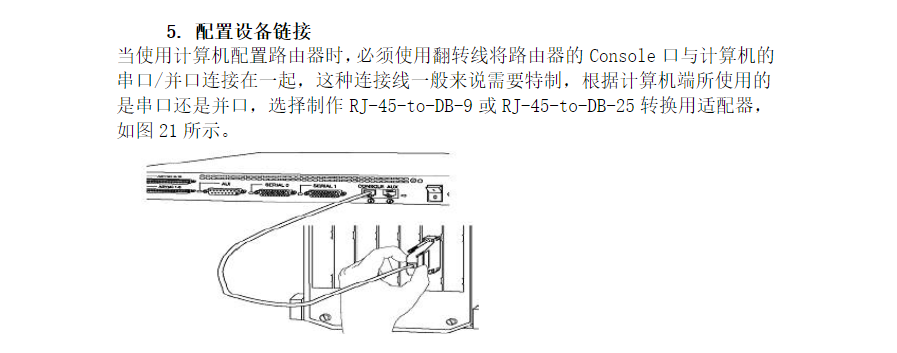 5. 配置设备链接
当使用计算机配置路由器时，必须使用翻转线将路由器的 Console 口与计算机的
串口/并口连接在一起，这种连接线一般来说需要特制，根据计算机端所使用的
是串口还是并口，选择制作 RJ-45-to-DB-9 或 RJ-45-to-DB-25 转换用适配器，
如图 21 所示。
AUI SERIAL 0 SERIAL 1 CONSOLE AUX